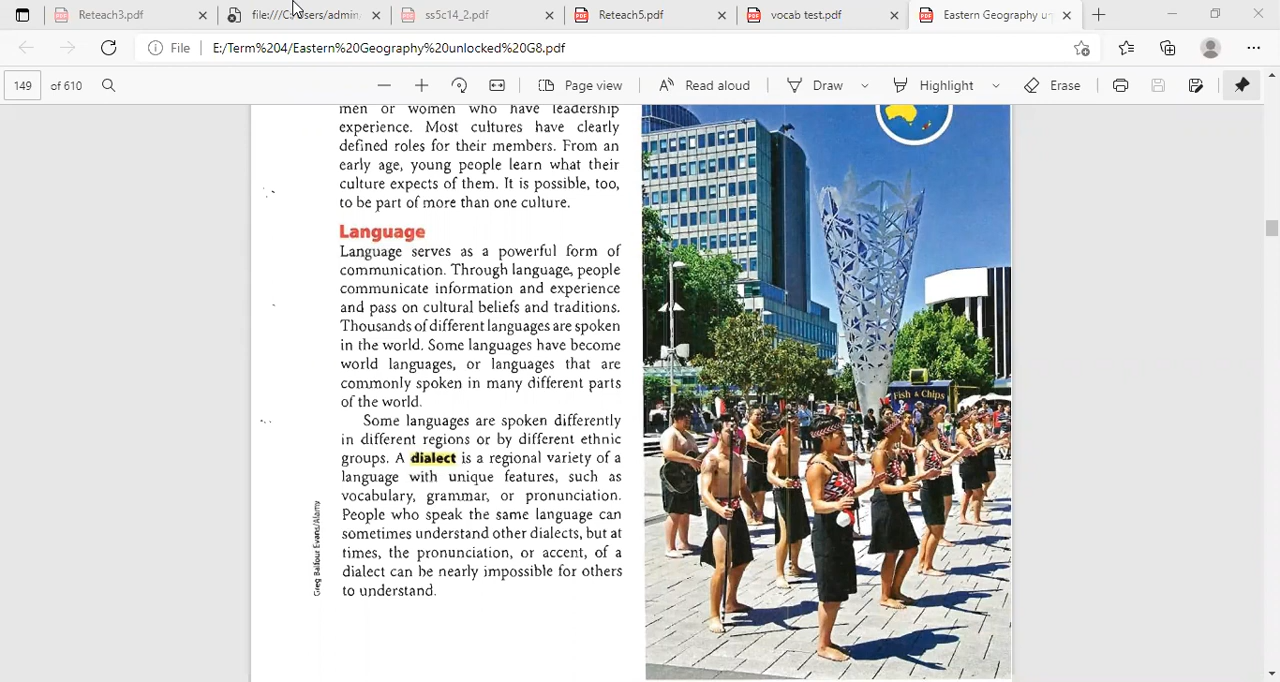 Reteach3.pdf
file:///C:/Users/admin
ss5c14_2.pdf
Reteach5.pdf
vocab test.pdf
Eastern Geography un
File
E:/Term%204/Eastern%20Geography%20unlocked%20G8.pdf
149
of 610
Page view
Read aloud
Draw
Highlight
Erase
men or women who have leadership
experience. Most cultures have clearly
defined roles for their members. From an
early age, young people learn what their
culture expects of them. It is possible, too,
to be part of more than one culture.
Language
Language serves as a powerful form of
communication. Through language, people
communicate information and experience
and pass on cultural beliefs and traditions.
Thousands of different languages are spoken
in the world. Some languages have become
world languages, or languages that are
commonly spoken in many different parts
of the world.
Some languages are spoken differently
in different regions or by different ethnic
groups. A dialect is a regional variety of a
language with unique features, such as
vocabulary, grammar, or pronunciation.
People who speak the same language can
sometimes understand other dialects, but at
times, the pronunciation, or accent, of a
dialect can be nearly impossible for others
to understand.
Greg Balfour Evans/Alamy
Fish & Chips